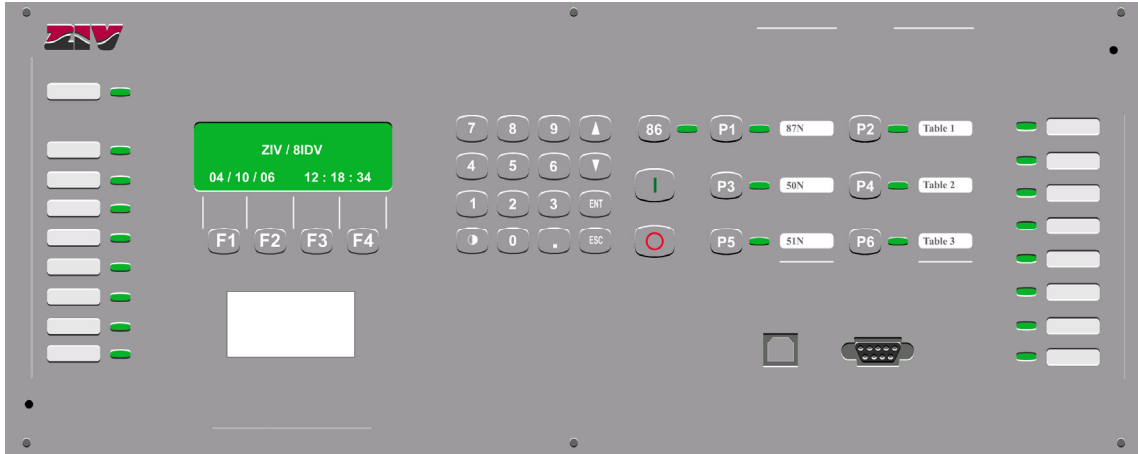 ZIV
ZIV / 8IDV
04 / 10 / 06 12 : 18 : 34
F1 F2 F3 F4
7 8 9
4 5 6
1 2 3 ENT
0 . ESC
86 P1 87N P2 Table 1
I P3 50N P4 Table 2
O P5 51N P6 Table 3